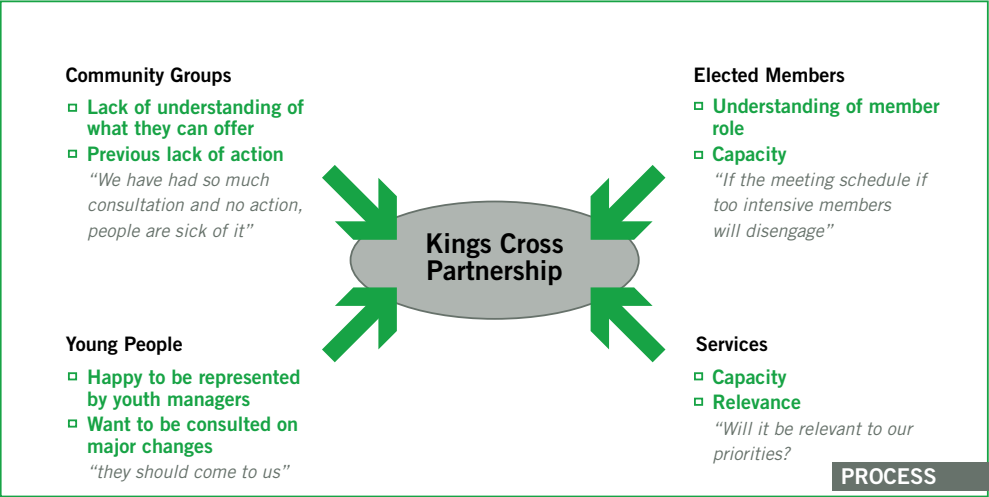 Community Groups
Lack of understanding of
what they can offer
Previous lack of action
“We have had so much
consultation and no action,
people are sick of it”
Elected Members
Understanding of member
role
Capacity
“If the meeting schedule if
too intensive members
will disengage”
Kings Cross
Partnership
Young People
Happy to be represented
by youth managers
Want to be consulted on
major changes
“they should come to us”
Services
Capacity
Relevance
“Will it be relevant to our
priorities?
PROCESS